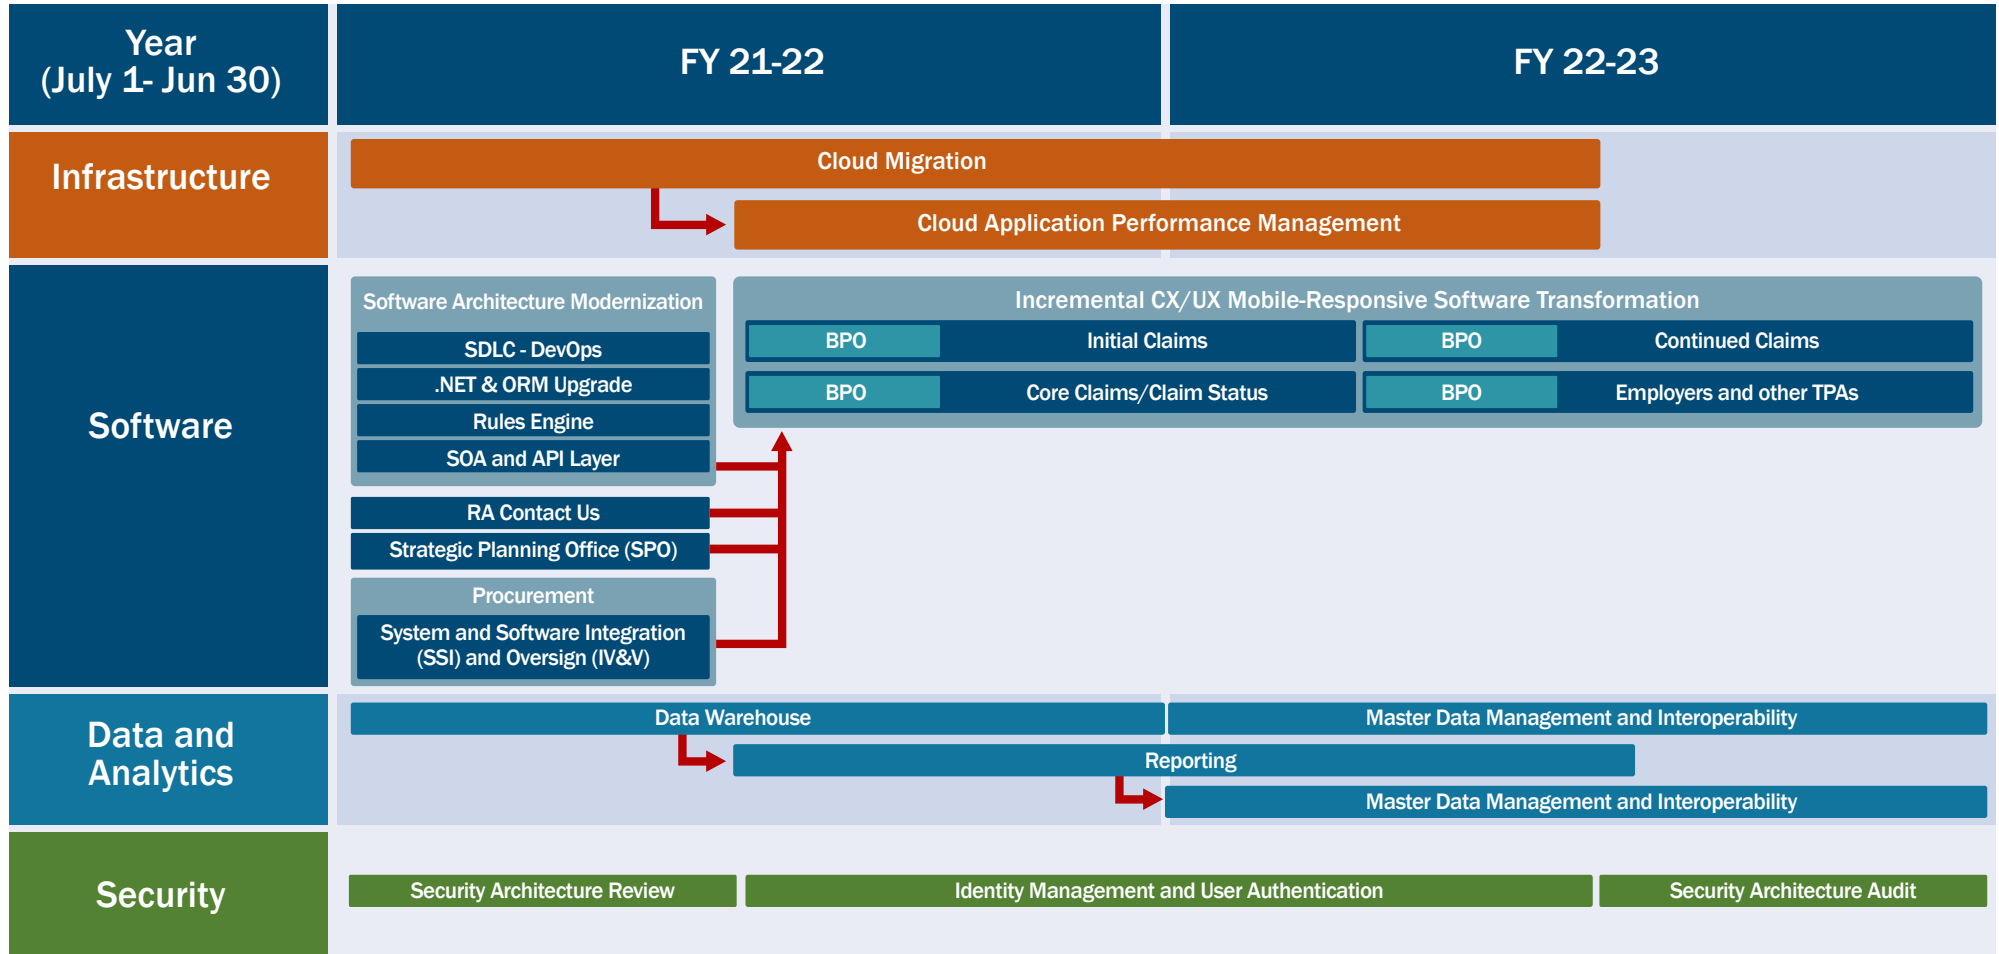 Year
(July 1- Jun 30)
FY 21-22
FY 22-23
Infrastructure
Cloud Migration
Cloud Application Performance Management
Software
Software Architecture Modernization
SDLC - DevOps
.NET & ORM Upgrade
Rules Engine
SOA and API Layer
RA Contact Us
Strategic Planning Office (SPO)
Procurement
System and Software Integration
(SSI) and Oversign (IV&V)
Incremental CX/UX Mobile-Responsive Software Transformation
BPO
Initial Claims
BPO
Continued Claims
BPO
Core Claims/Claim Status
BPO
Employers and other TPAs
Data and
Analytics
Data Warehouse
Master Data Management and Interoperability
Reporting
Master Data Management and Interoperability
Security
Security Architecture Review
Identity Management and User Authentication
Security Architecture Audit